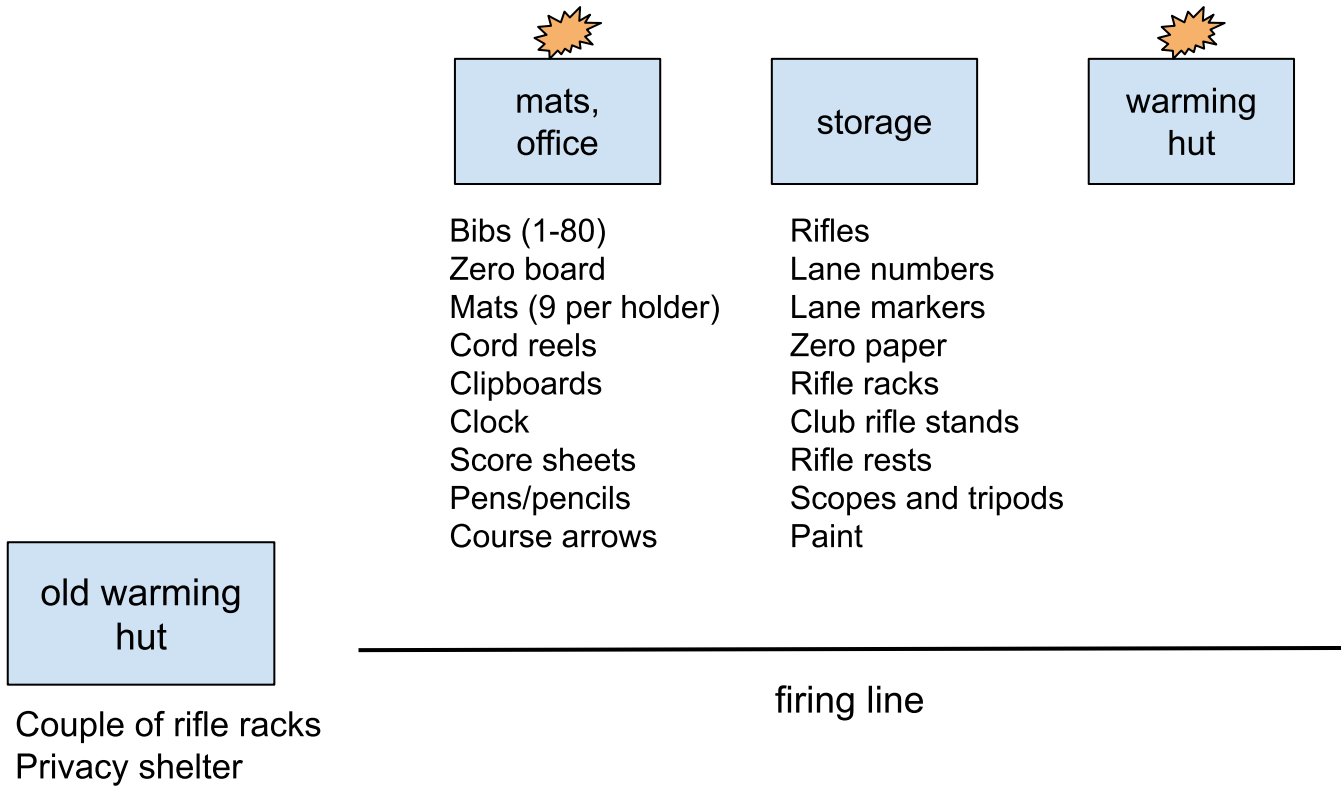 mats,
office
storage
warming
hut
Bibs (1-80)
Zero board
Mats (9 per holder)
Cord reels
Clipboards
Clock
Score sheets
Pens/pencils
Course arrows
Rifles
Lane numbers
Lane markers
Zero paper
Rifle racks
Club rifle stands
Rifle rests
Scopes and tripods
Paint
old warming
hut
Couple of rifle racks
Privacy shelter
firing line